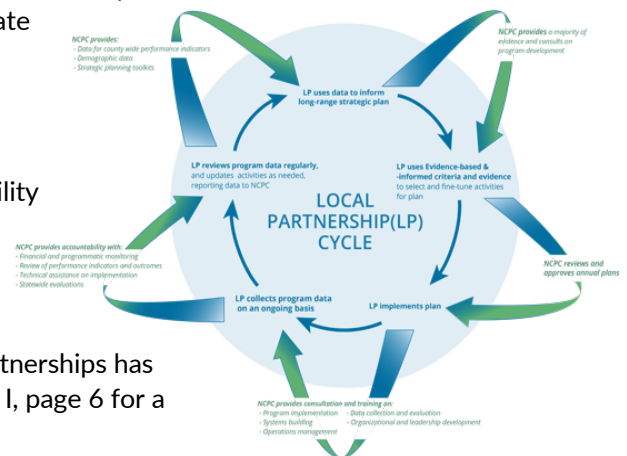 ate
ility
rtnerships has
I, page 6 for a
NCPC provides:
- Data for county wide performance indicators
- Demographic data
- Strategic planning toolkits
NCPC provides a majority of
evidence and consults on
program development
LP uses data to inform
long-range strategic plan
LP reviews program data regularly,
and updates activities as needed,
reporting data to NCPC
LP uses Evidence-based &
-informed criteria and evidence
to select and fine-tune activities
for plan
LOCAL
PARTNERSHIP(LP)
CYCLE
NCPC provides accountability with:
- Financial and programmatic monitoring
- Review of performance indicators and outcomes
- Technical assistance on implementation
- Statewide evaluations
NCPC reviews and
approves annual plans
LP collects program data
on an ongoing basis
LP implements plan
NCPC provides consultation and training on:
- Program implementation - Data collection and evaluation
- Systems building - Organizational and leadership development
- Operations management